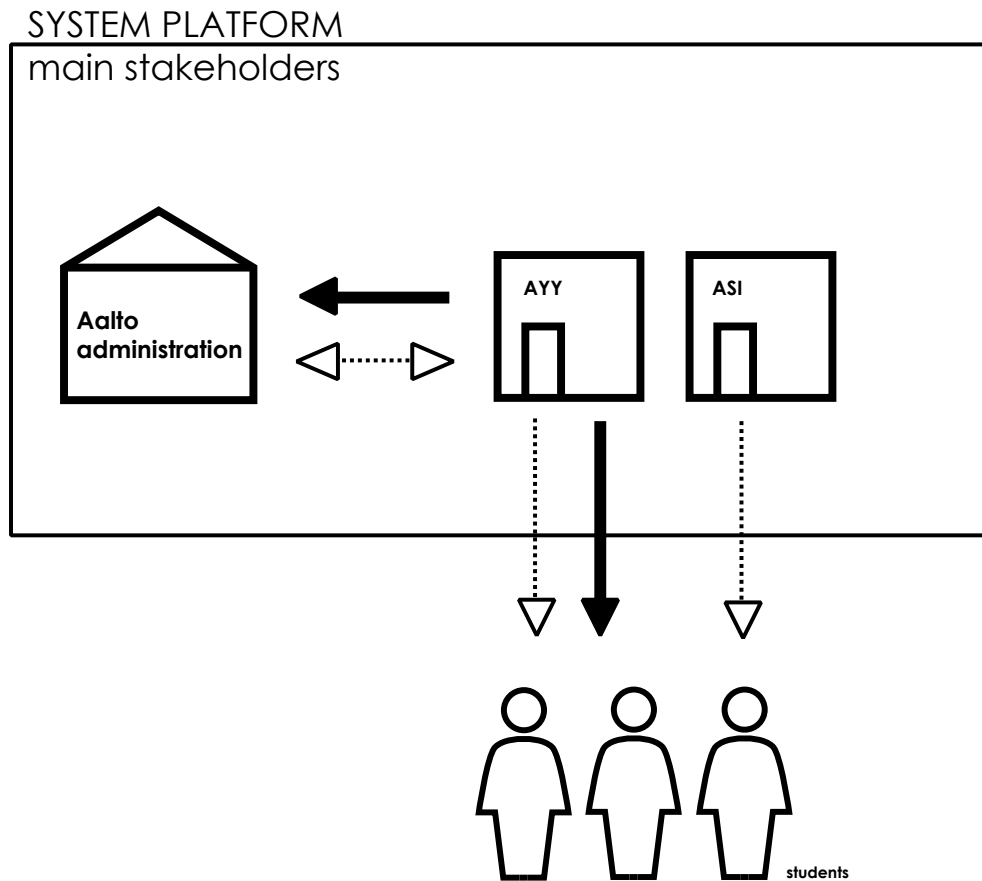 SYSTEM PLATFORM
main stakeholders
Aalto
administration
AYY
ASI
students